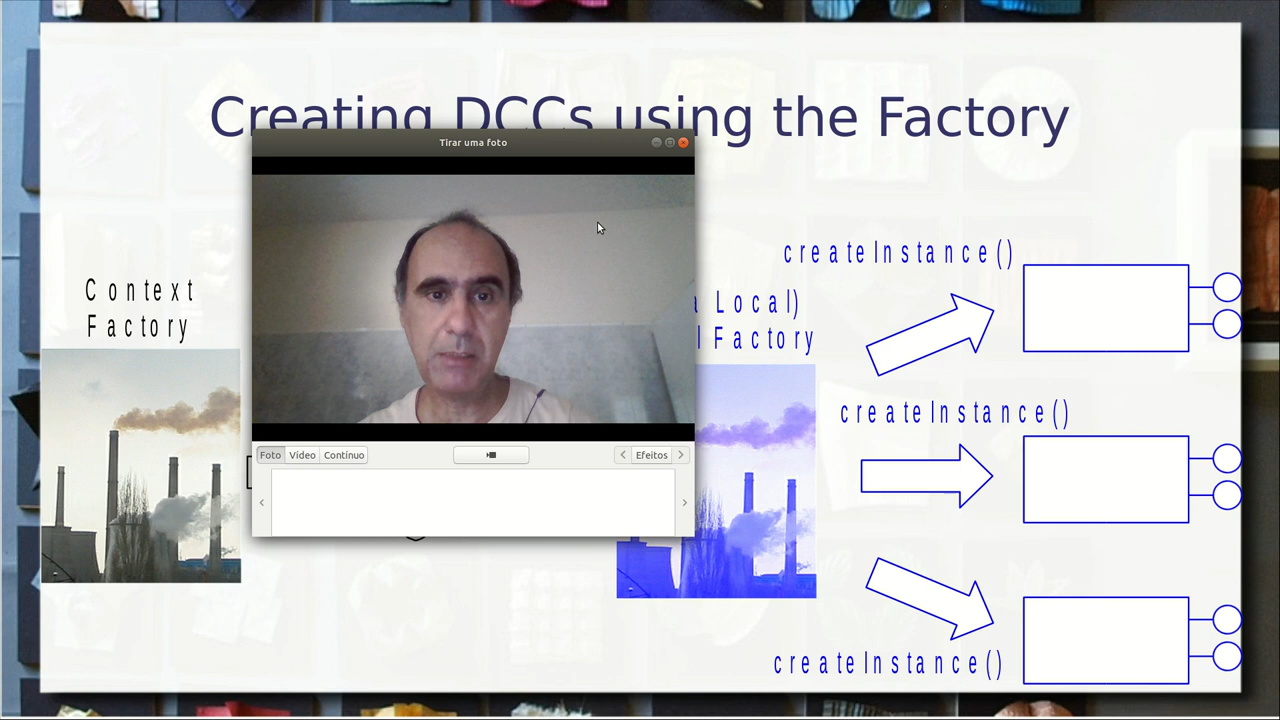 Creating DCCs using the Factory
Tirar uma foto
createInstance()
Context
Factory
Local)
Factory
createInstance()
Foto Vídeo Contínuo Efeitos
createInstance()